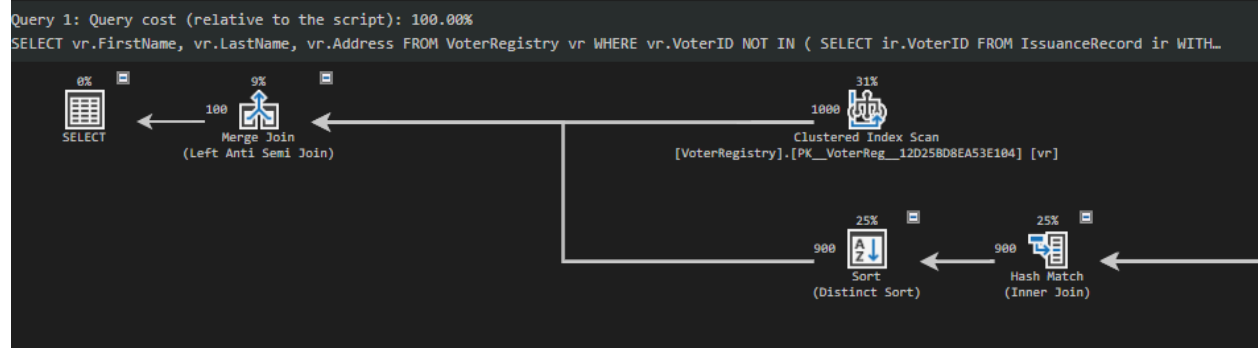 Query 1: Query cost (relative to the script): 100.00%
SELECT vr.FirstName, vr.LastName, vr.Address FROM VoterRegistry vr WHERE vr.VoterID NOT IN ( SELECT ir.VoterID FROM IssuanceRecord ir WITH…
0%
SELECT
100
9%
Merge Join
(Left Anti Semi Join)
1000
31%
Clustered Index Scan
[VoterRegistry].[PK__VoterReg__12D25BD8EA53E104] [vr]
900
25%
Sort
(Distinct Sort)
900
25%
Hash Match
(Inner Join)